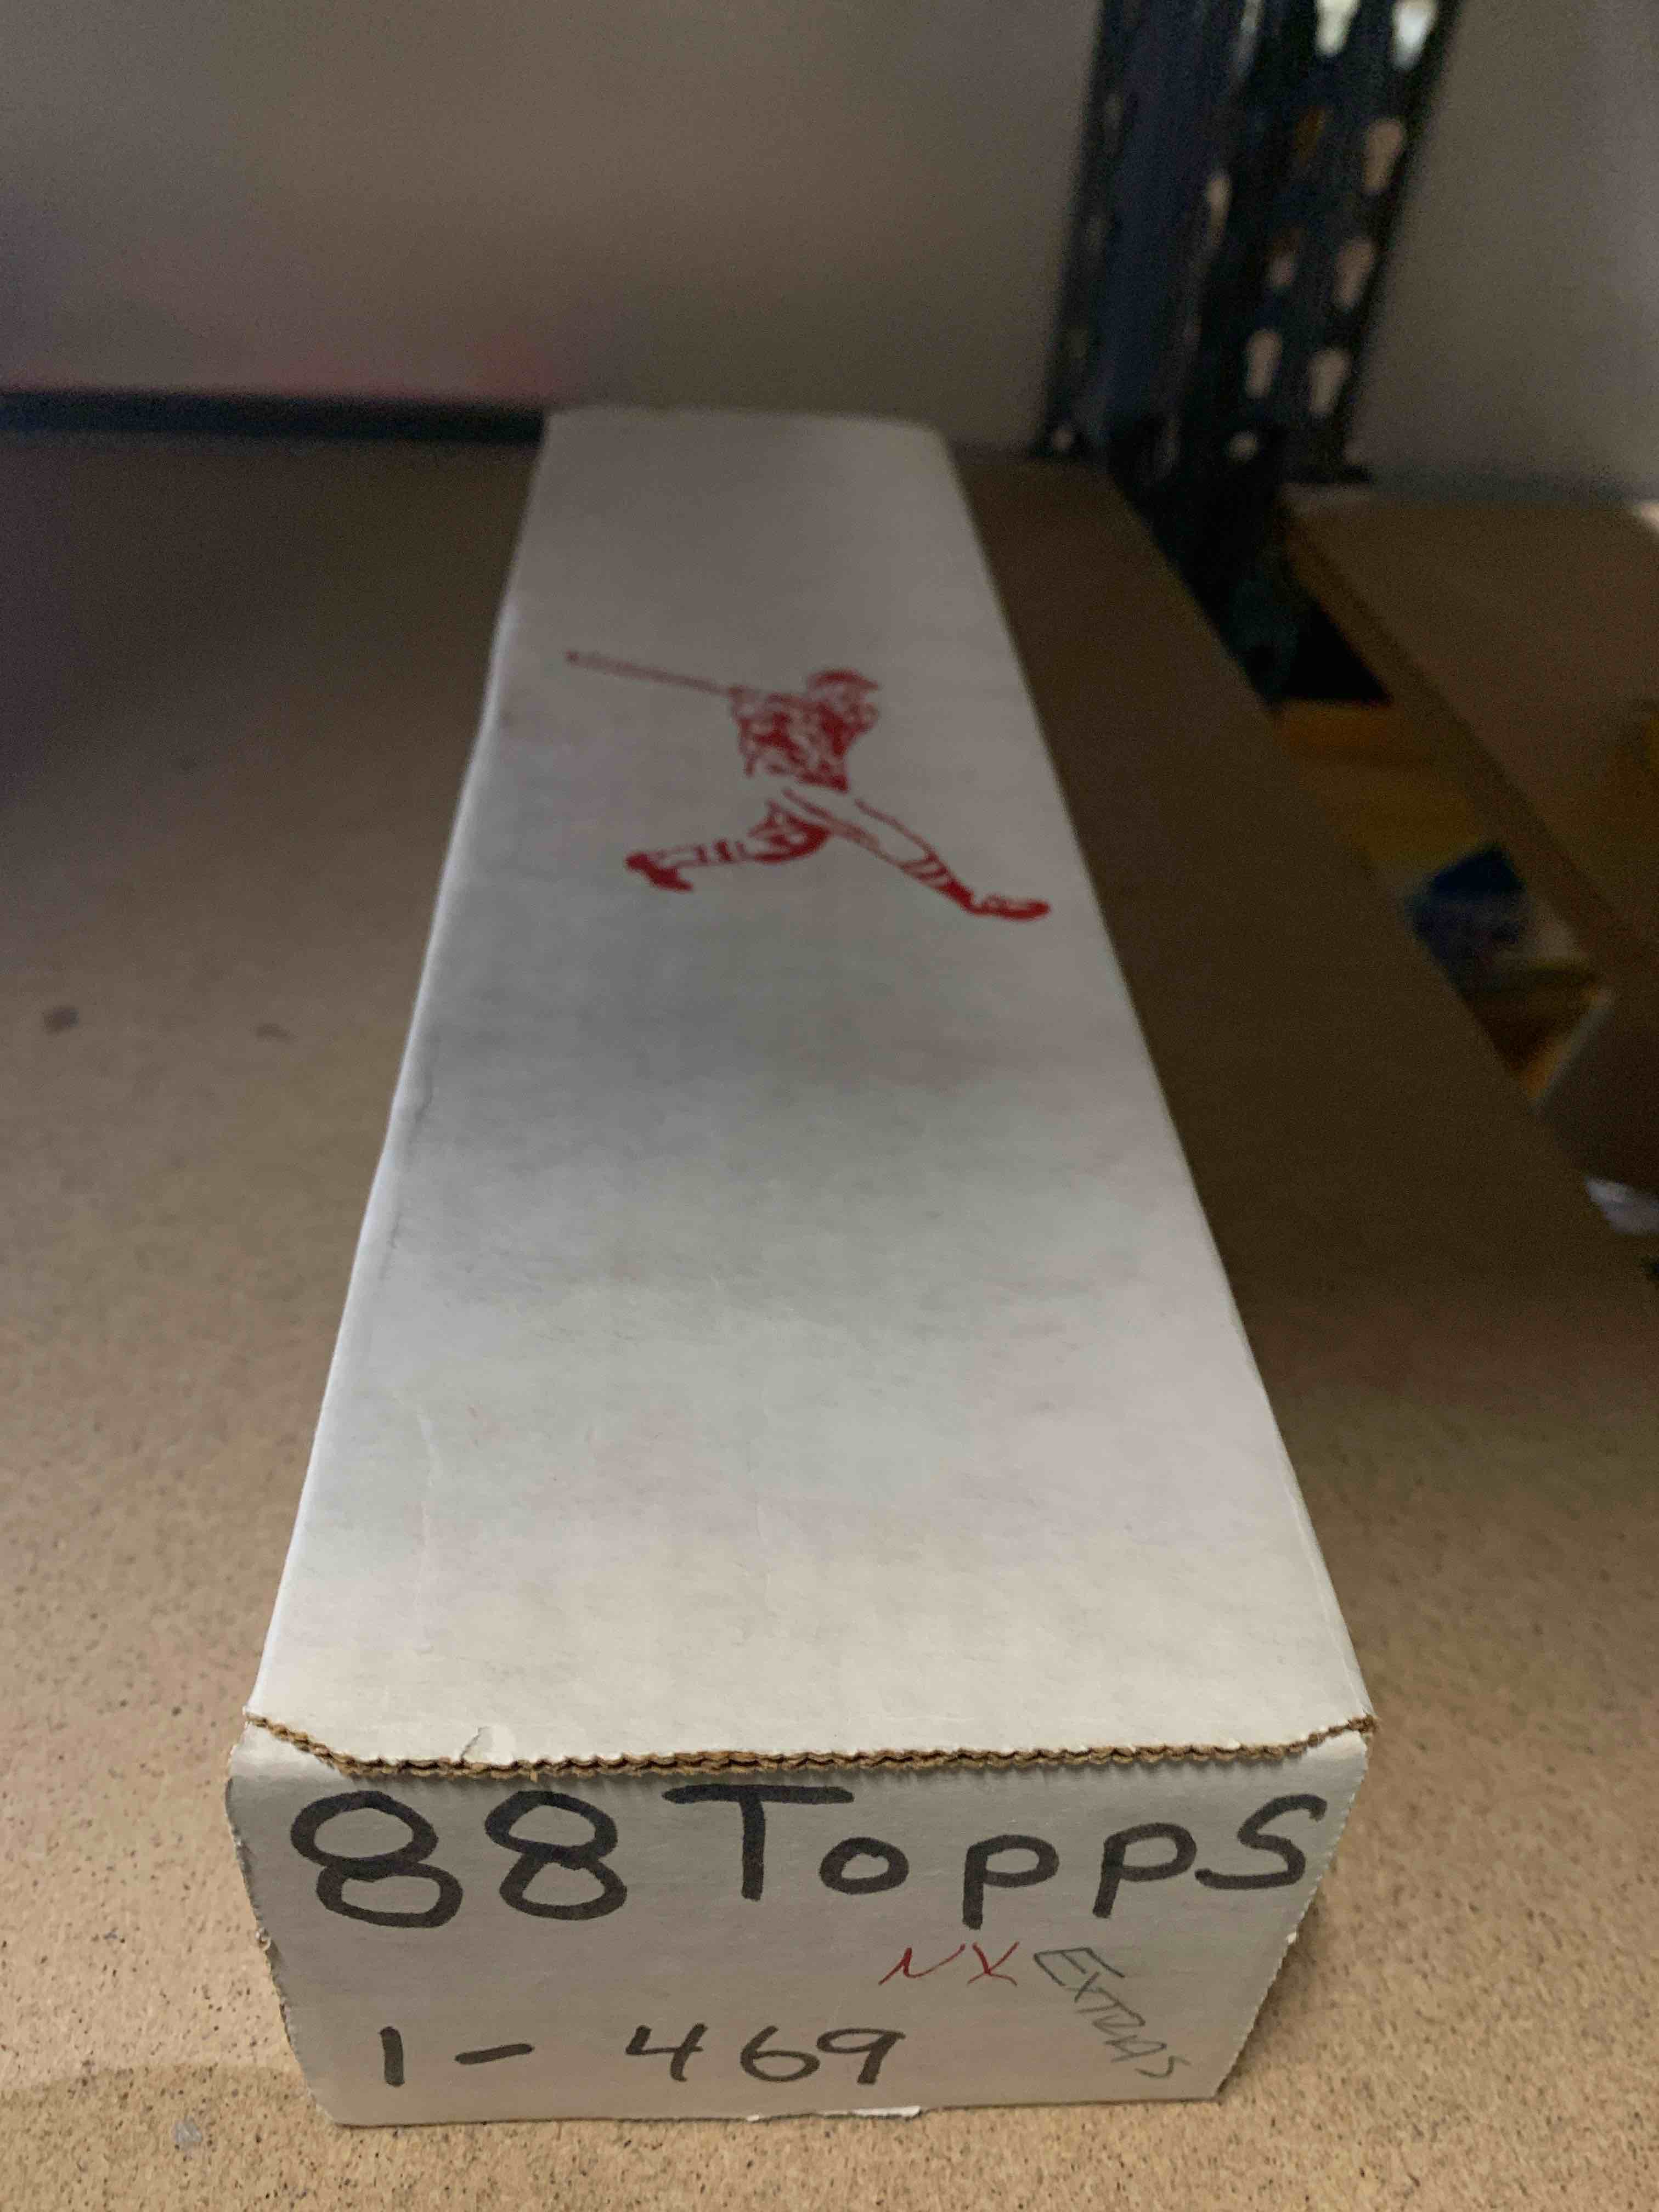 88 Topps
NX EXTRAS
1-469